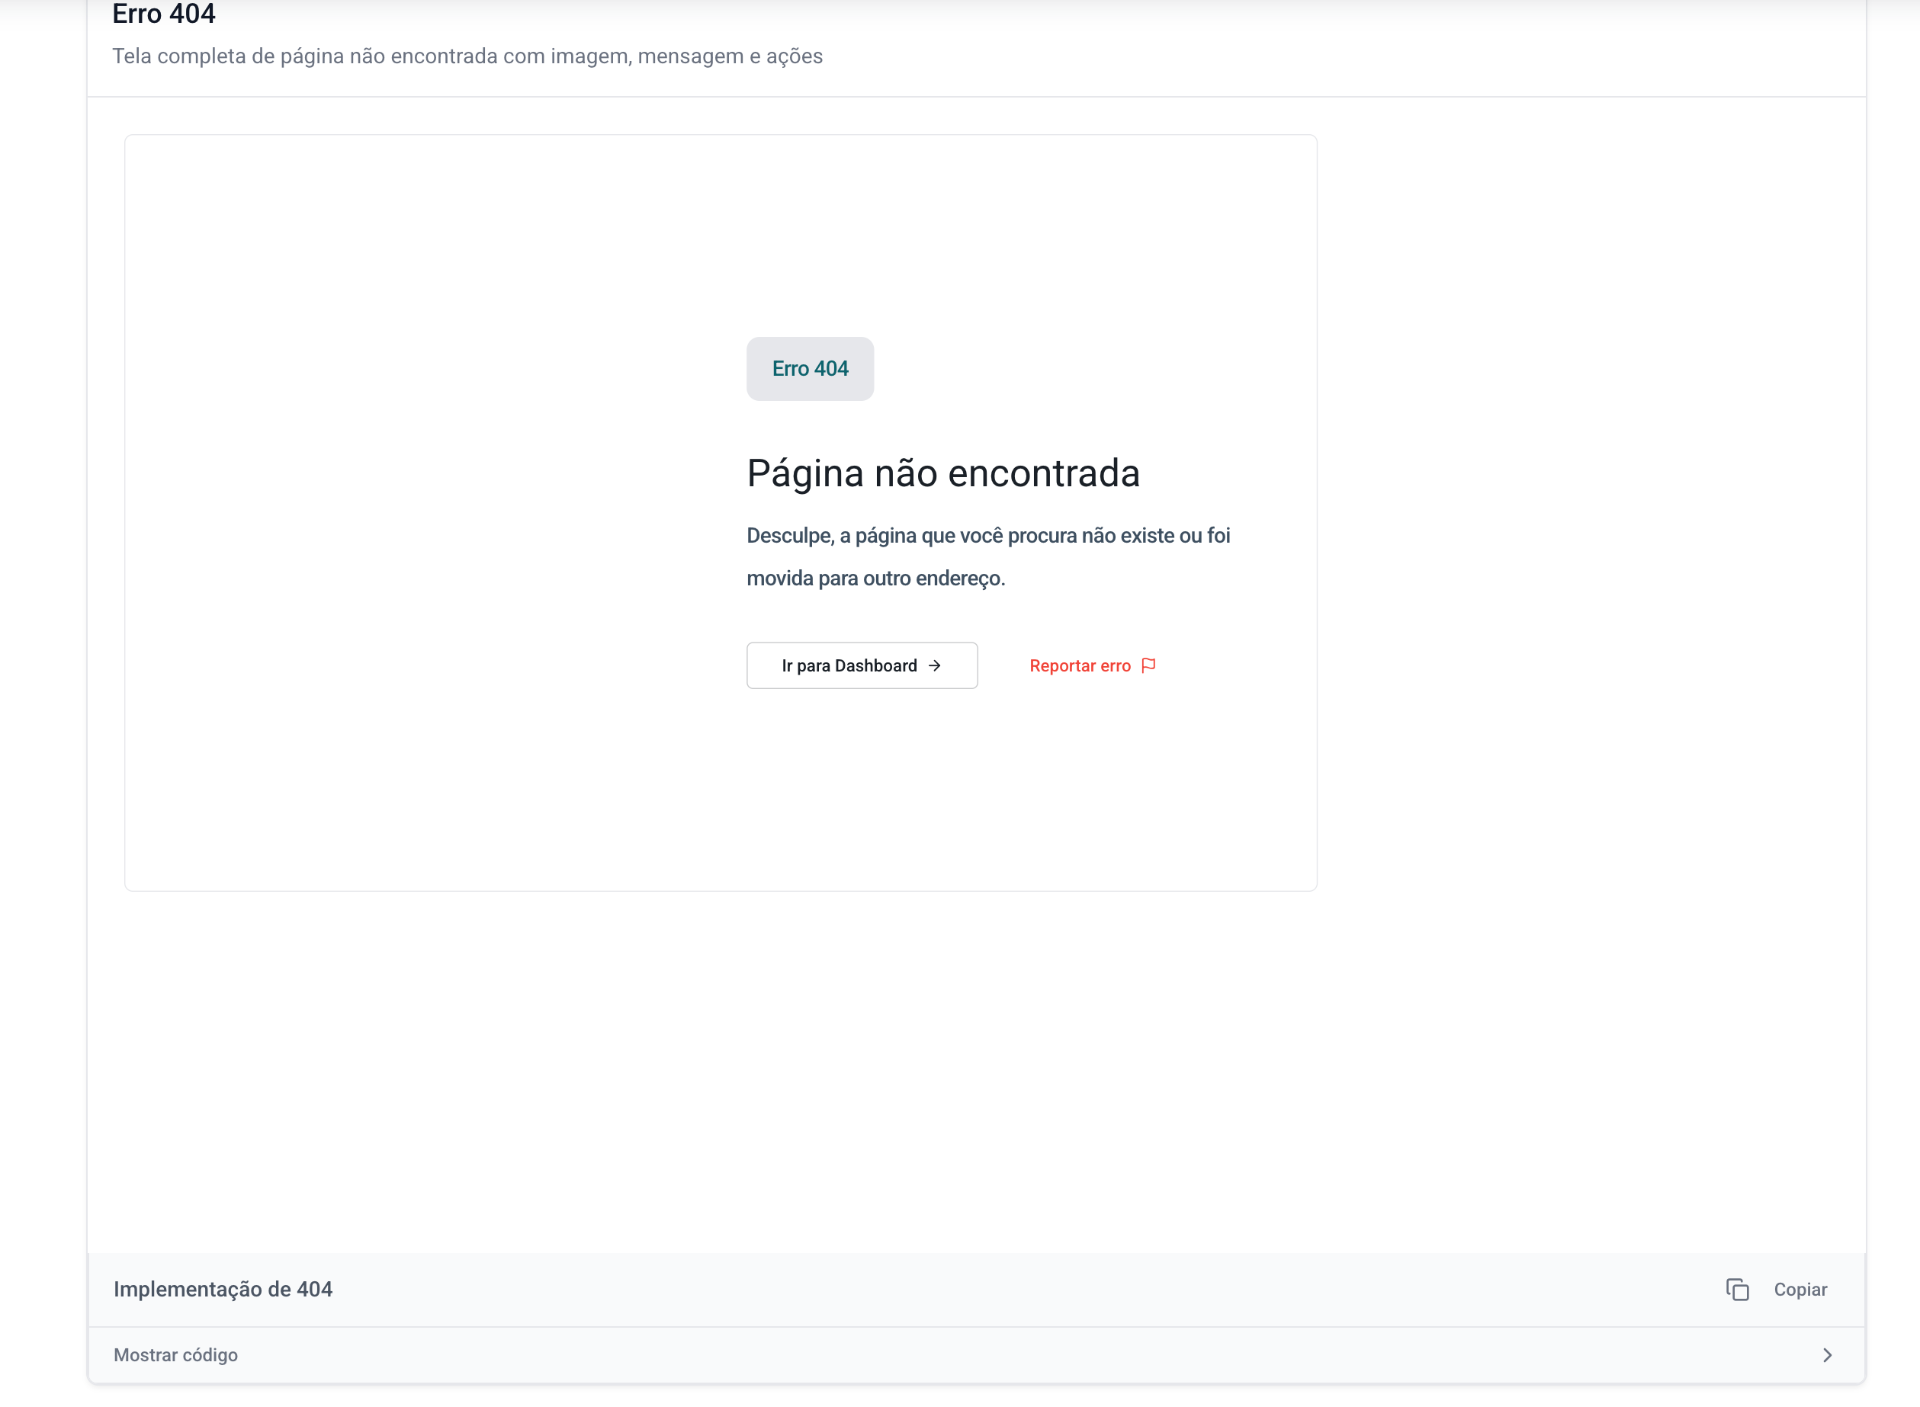 Erro 404
Tela completa de página não encontrada com imagem, mensagem e ações
Erro 404
Página não encontrada
Desculpe, a página que você procura não existe ou foi
movida para outro endereço.
Ir para Dashboard
Reportar erro
Implementação de 404
Copiar
Mostrar código